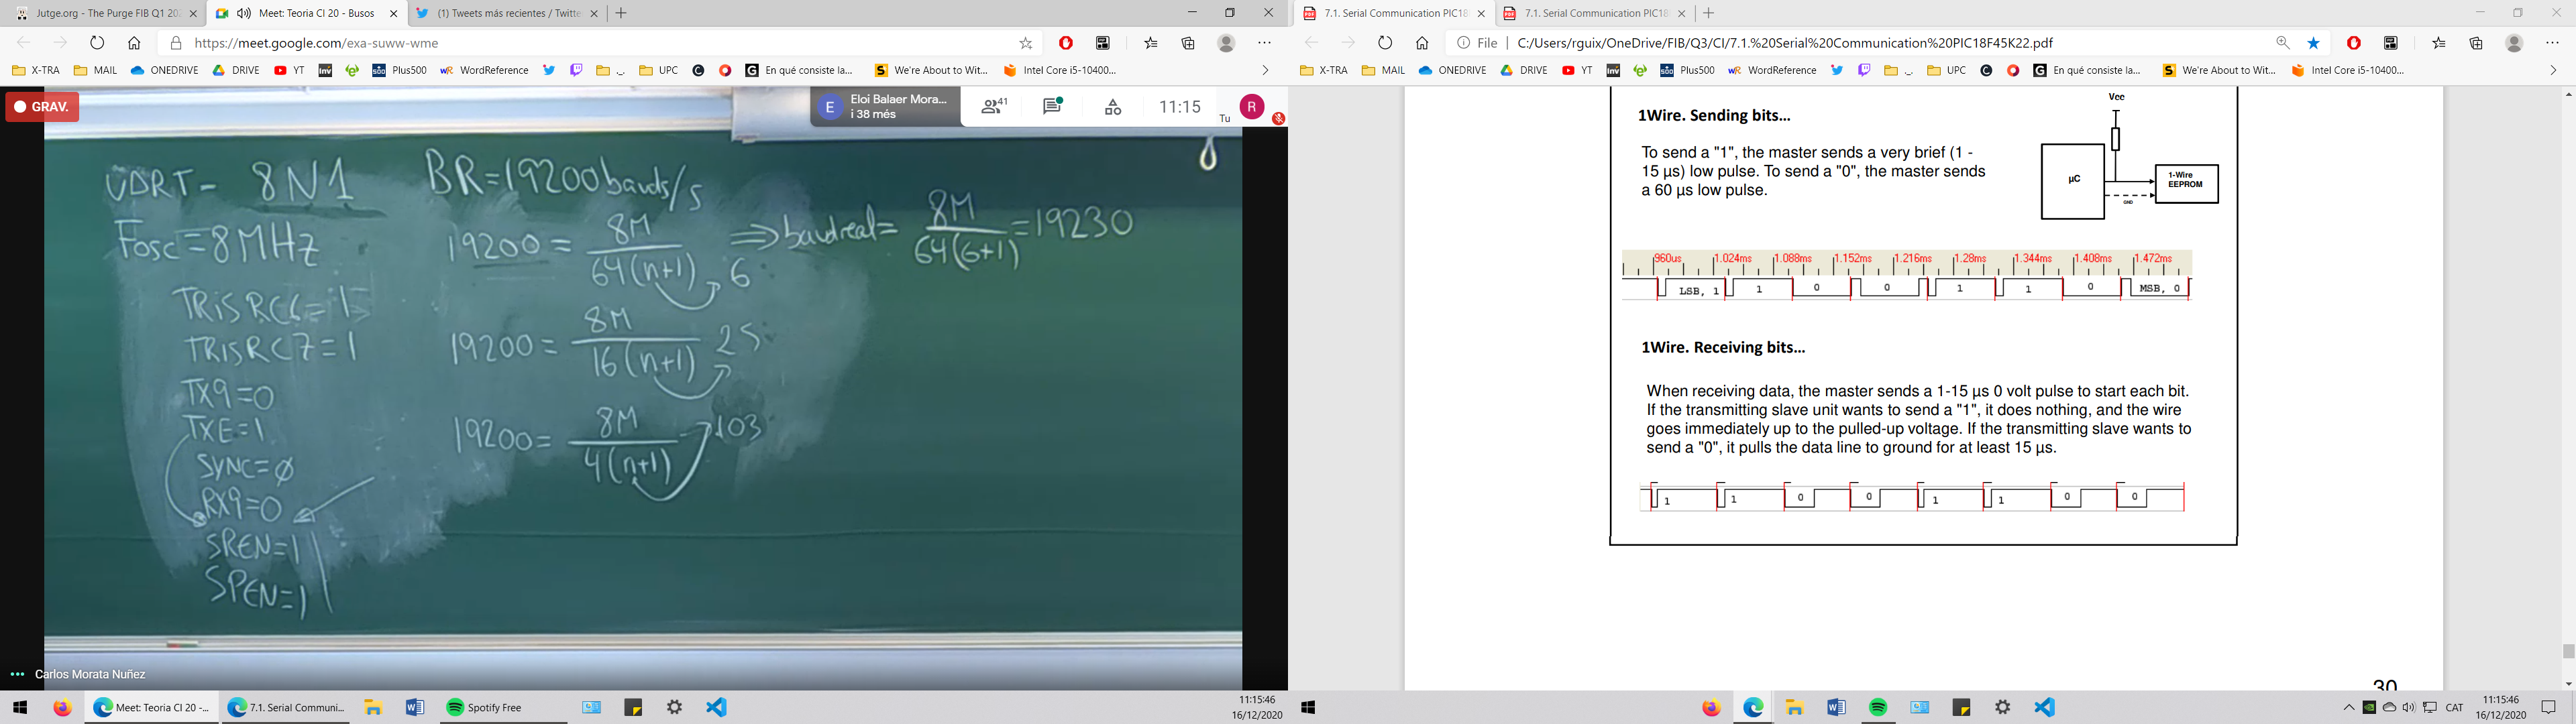 Jutge.org - The Purge FIB Q1 20
Meet: Teoria CI 20 - Busos
(1) Tweets más recientes / Twitte
https://meet.google.com/exa-suww-wme
X-TRA
MAIL
ONEDRIVE
DRIVE
YT
Plus500
WordReference
UPC
En qué consiste la...
We're About to Wit...
Intel Core i5-10400...
GRAV.
E
Eloi Balaer Mora...
i 38 més
41
11:15
Tu
R
UART - 8N1 BR=19200 bauds/s
Fosc=8MHz
19200 = 8M / 64(n+1) 6 ⇒ baudreal = 8M / 64(6+1) = 19230
TRISRC6=1
TRISRC7=1
19200 = 8M / 16(n+1) 25
TX9=0
TXE=1
19200 = 8M / 4(n+1) 103
SYNC=Ø
RX9=0
SREN=1
SPEN=1
Carlos Morata Nuñez
Meet: Teoria CI 20 -...
7.1. Serial Communi...
Spotify Free
11:15:46
16/12/2020
7.1. Serial Communication PIC18
7.1. Serial Communication PIC18
File
C:/Users/rguix/OneDrive/FIB/Q3/CI/7.1.%20Serial%20Communication%20PIC18F45K22.pdf
X-TRA
MAIL
ONEDRIVE
DRIVE
YT
Plus500
WordReference
UPC
En qué consiste la...
We're About to Wit...
Intel Core i5-10400...
1Wire. Sending bits...
To send a "1", the master sends a very brief (1 -
15 µs) low pulse. To send a "0", the master sends
a 60 µs low pulse.
Vcc
µC
1-Wire
EEPROM
GND
960us 1.024ms 1.088ms 1.152ms 1.216ms 1.28ms 1.344ms 1.408ms 1.472ms
LSB, 1 1 0 0 1 1 0 MSB, 0
1Wire. Receiving bits...
When receiving data, the master sends a 1-15 µs 0 volt pulse to start each bit.
If the transmitting slave unit wants to send a "1", it does nothing, and the wire
goes immediately up to the pulled-up voltage. If the transmitting slave wants to
send a "0", it pulls the data line to ground for at least 15 µs.
1 1 0 0 1 1 0 0
30
CAT
11:15:46
16/12/2020